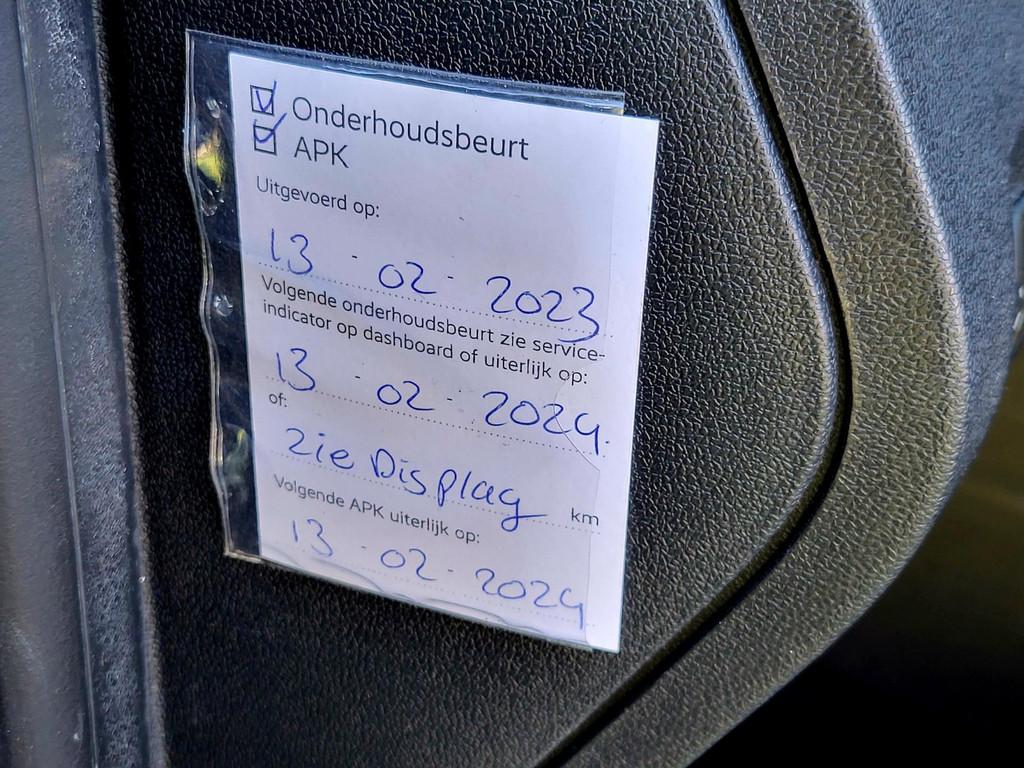 Onderhoudsbeurt
APK
Uitgevoerd op:
13 - 02 - 2023
Volgende onderhoudsbeurt zie service-
indicator op dashboard of uiterlijk op:
13 - 02 - 2024.
of:
zie Display km
Volgende APK uiterlijk op:
13 - 02 - 2024